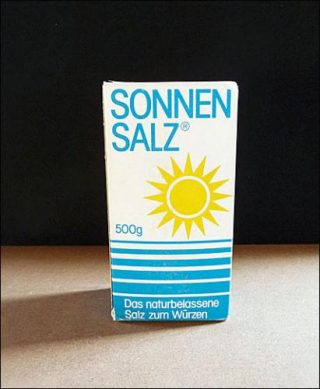 SONNEN
SALZ®
500g
Das naturbelassene
Salz zum Würzen